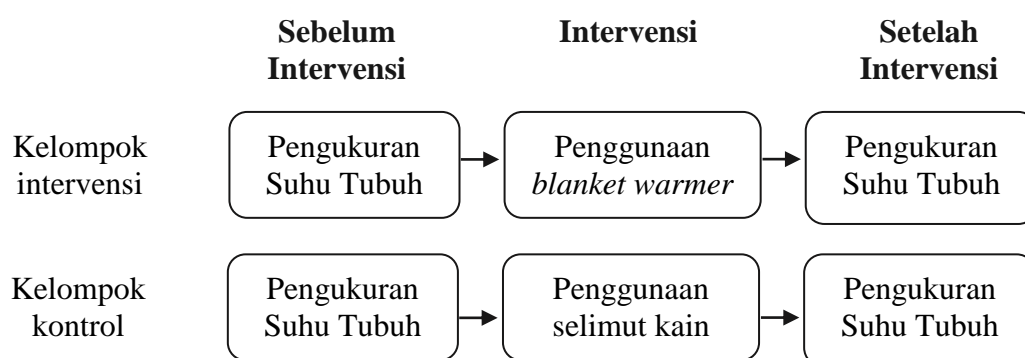 Sebelum
Intervensi
Intervensi
Setelah
Intervensi
Kelompok
intervensi
Pengukuran
Suhu Tubuh
Penggunaan
blanket warmer
Pengukuran
Suhu Tubuh
Kelompok
kontrol
Pengukuran
Suhu Tubuh
Penggunaan
selimut kain
Pengukuran
Suhu Tubuh